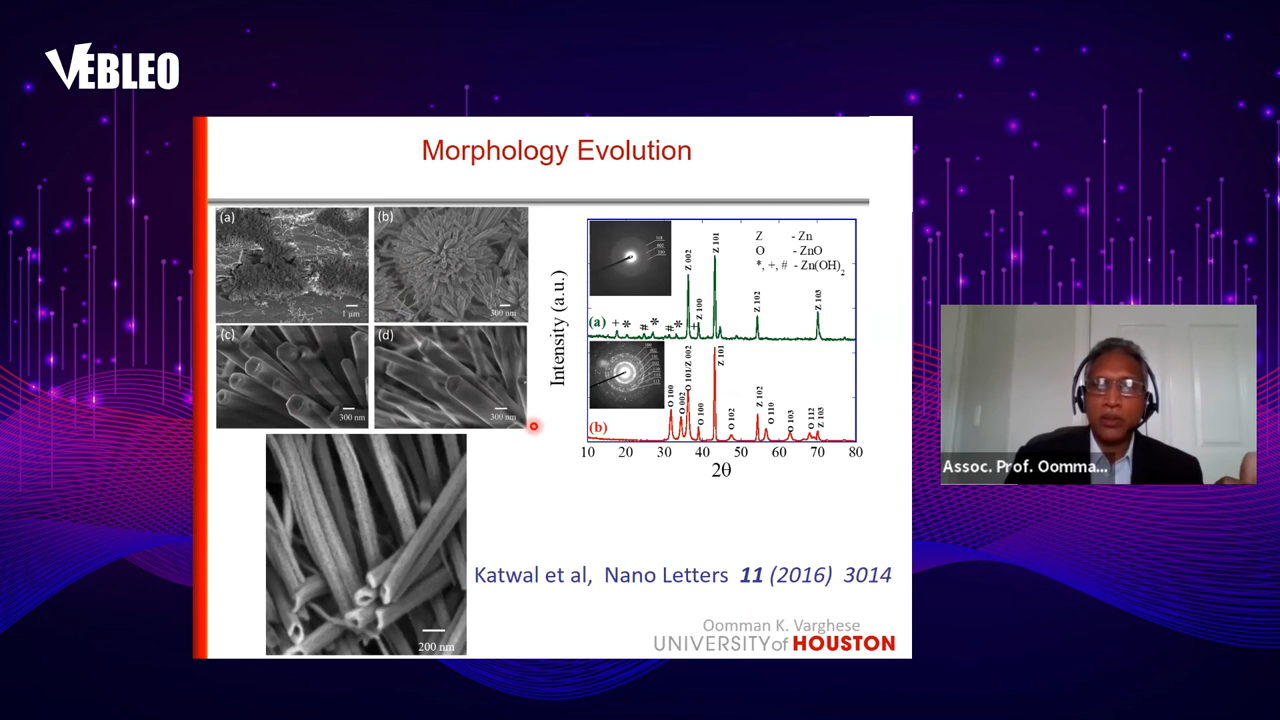 VEBLEO
Morphology Evolution
(a)
1 μm
(b)
300 nm
(c)
300 nm
(d)
300 nm
200 nm
Intensity (a.u.)
Z - Zn
O - ZnO
*, +, # - Zn(OH)2
(a)
+ * # * # * +
Z 002
Z 100
Z 101
Z 102
Z 103
(b)
O 100
O 002
O 101/Z 002
O 100
Z 101
O 102
Z 102
O 110
O 103
O 112
Z 103
10 20 30 40 50 60 70 80
2θ
Katwal et al, Nano Letters 11 (2016) 3014
Oomman K. Varghese
UNIVERSITYof HOUSTON
Assoc. Prof. Oomma...